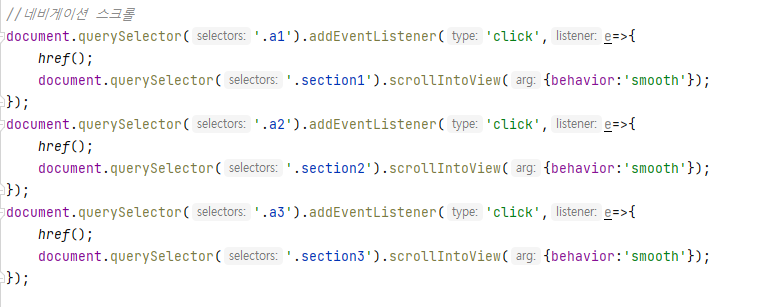 //네비게이션 스크롤
document.querySelector( selectors: '.a1').addEventListener( type: 'click', listener: e=>{
    href();
    document.querySelector( selectors: '.section1').scrollIntoView( arg: {behavior:'smooth'});
});
document.querySelector( selectors: '.a2').addEventListener( type: 'click', listener: e=>{
    href();
    document.querySelector( selectors: '.section2').scrollIntoView( arg: {behavior:'smooth'});
});
document.querySelector( selectors: '.a3').addEventListener( type: 'click', listener: e=>{
    href();
    document.querySelector( selectors: '.section3').scrollIntoView( arg: {behavior:'smooth'});
});